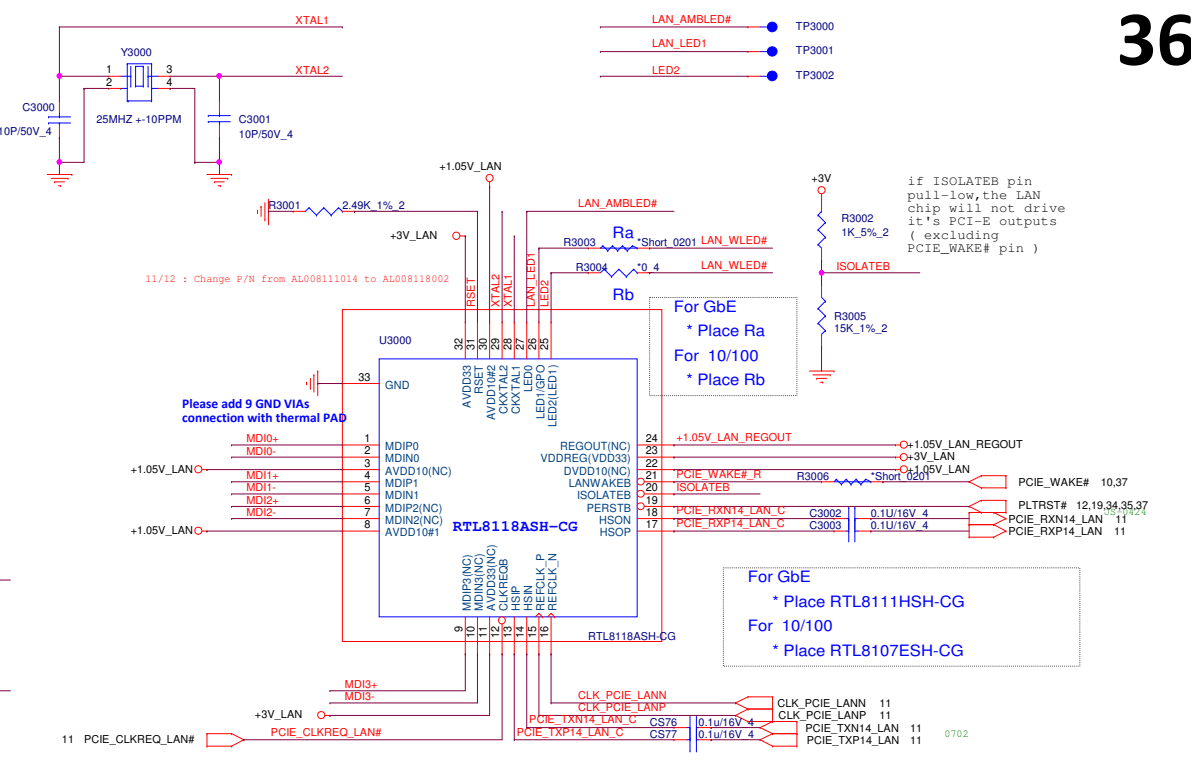 36
XTAL1
XTAL2
Y3000
1
2
3
4
C3000
10P/50V_4
25MHZ +-10PPM
C3001
10P/50V_4
LAN_AMBLED#
TP3000
LAN_LED1
TP3001
LED2
TP3002
+1.05V_LAN
R3001
2.49K_1%_2
+3V_LAN
11/12 : Change P/N from AL008111014 to AL008118002
RSET
XTAL2
XTAL1
LAN_LED1
LED2
LAN_AMBLED#
Ra
R3003
*Short_0201
LAN_WLED#
R3004
*0_4
LAN_WLED#
Rb
+3V
R3002
1K_5%_2
ISOLATEB
R3005
15K_1%_2
if ISOLATEB pin
pull-low,the LAN
chip will not drive
it's PCI-E outputs
( excluding
PCIE_WAKE# pin )
For GbE
* Place Ra
For 10/100
* Place Rb
U3000
32
31
30
29
28
27
26
25
AVDD33
RSET
AVDD10#2
CKXTAL2
CKXTAL1
LED0
LED1/GPO
LED2(LED1)
33
GND
Please add 9 GND VIAs
connection with thermal PAD
MDI0+
1
MDIP0
MDI0-
2
MDIN0
+1.05V_LAN
3
AVDD10(NC)
MDI1+
4
MDIP1
MDI1-
5
MDIN1
MDI2+
6
MDIP2(NC)
MDI2-
7
MDIN2(NC)
+1.05V_LAN
8
AVDD10#1
RTL8118ASH-CG
REGOUT(NC)
24
+1.05V_LAN_REGOUT
+1.05V_LAN_REGOUT
VDDREG(VDD33)
23
+3V_LAN
DVDD10(NC)
22
+1.05V_LAN
LANWAKEB
21
PCIE_WAKE#_R
R3006
*Short_0201
PCIE_WAKE# 10,37
ISOLATEB
20
ISOLATEB
PERSTB
19
PLTRST# 12,19,34,35,37
HSON
18
PCIE_RXN14_LAN_C
C3002
0.1U/16V_4
PCIE_RXN14_LAN 11
HSOP
17
PCIE_RXP14_LAN_C
C3003
0.1U/16V_4
PCIE_RXP14_LAN 11
MDIP3(NC)
MDIN3(NC)
AVDD33(NC)
CLKREQB
HSIP
HSIN
REFCLK_P
REFCLK_N
9
10
11
12
13
14
15
16
RTL8118ASH-CG
For GbE
* Place RTL8111HSH-CG
For 10/100
* Place RTL8107ESH-CG
MDI3+
MDI3-
+3V_LAN
11 PCIE_CLKREQ_LAN#
PCIE_CLKREQ_LAN#
CLK_PCIE_LANN
CLK_PCIE_LANN 11
CLK_PCIE_LANP
CLK_PCIE_LANP 11
PCIE_TXN14_LAN_C
CS76
0.1u/16V_4
PCIE_TXN14_LAN 11
PCIE_TXP14_LAN_C
CS77
0.1u/16V_4
PCIE_TXP14_LAN 11
0702